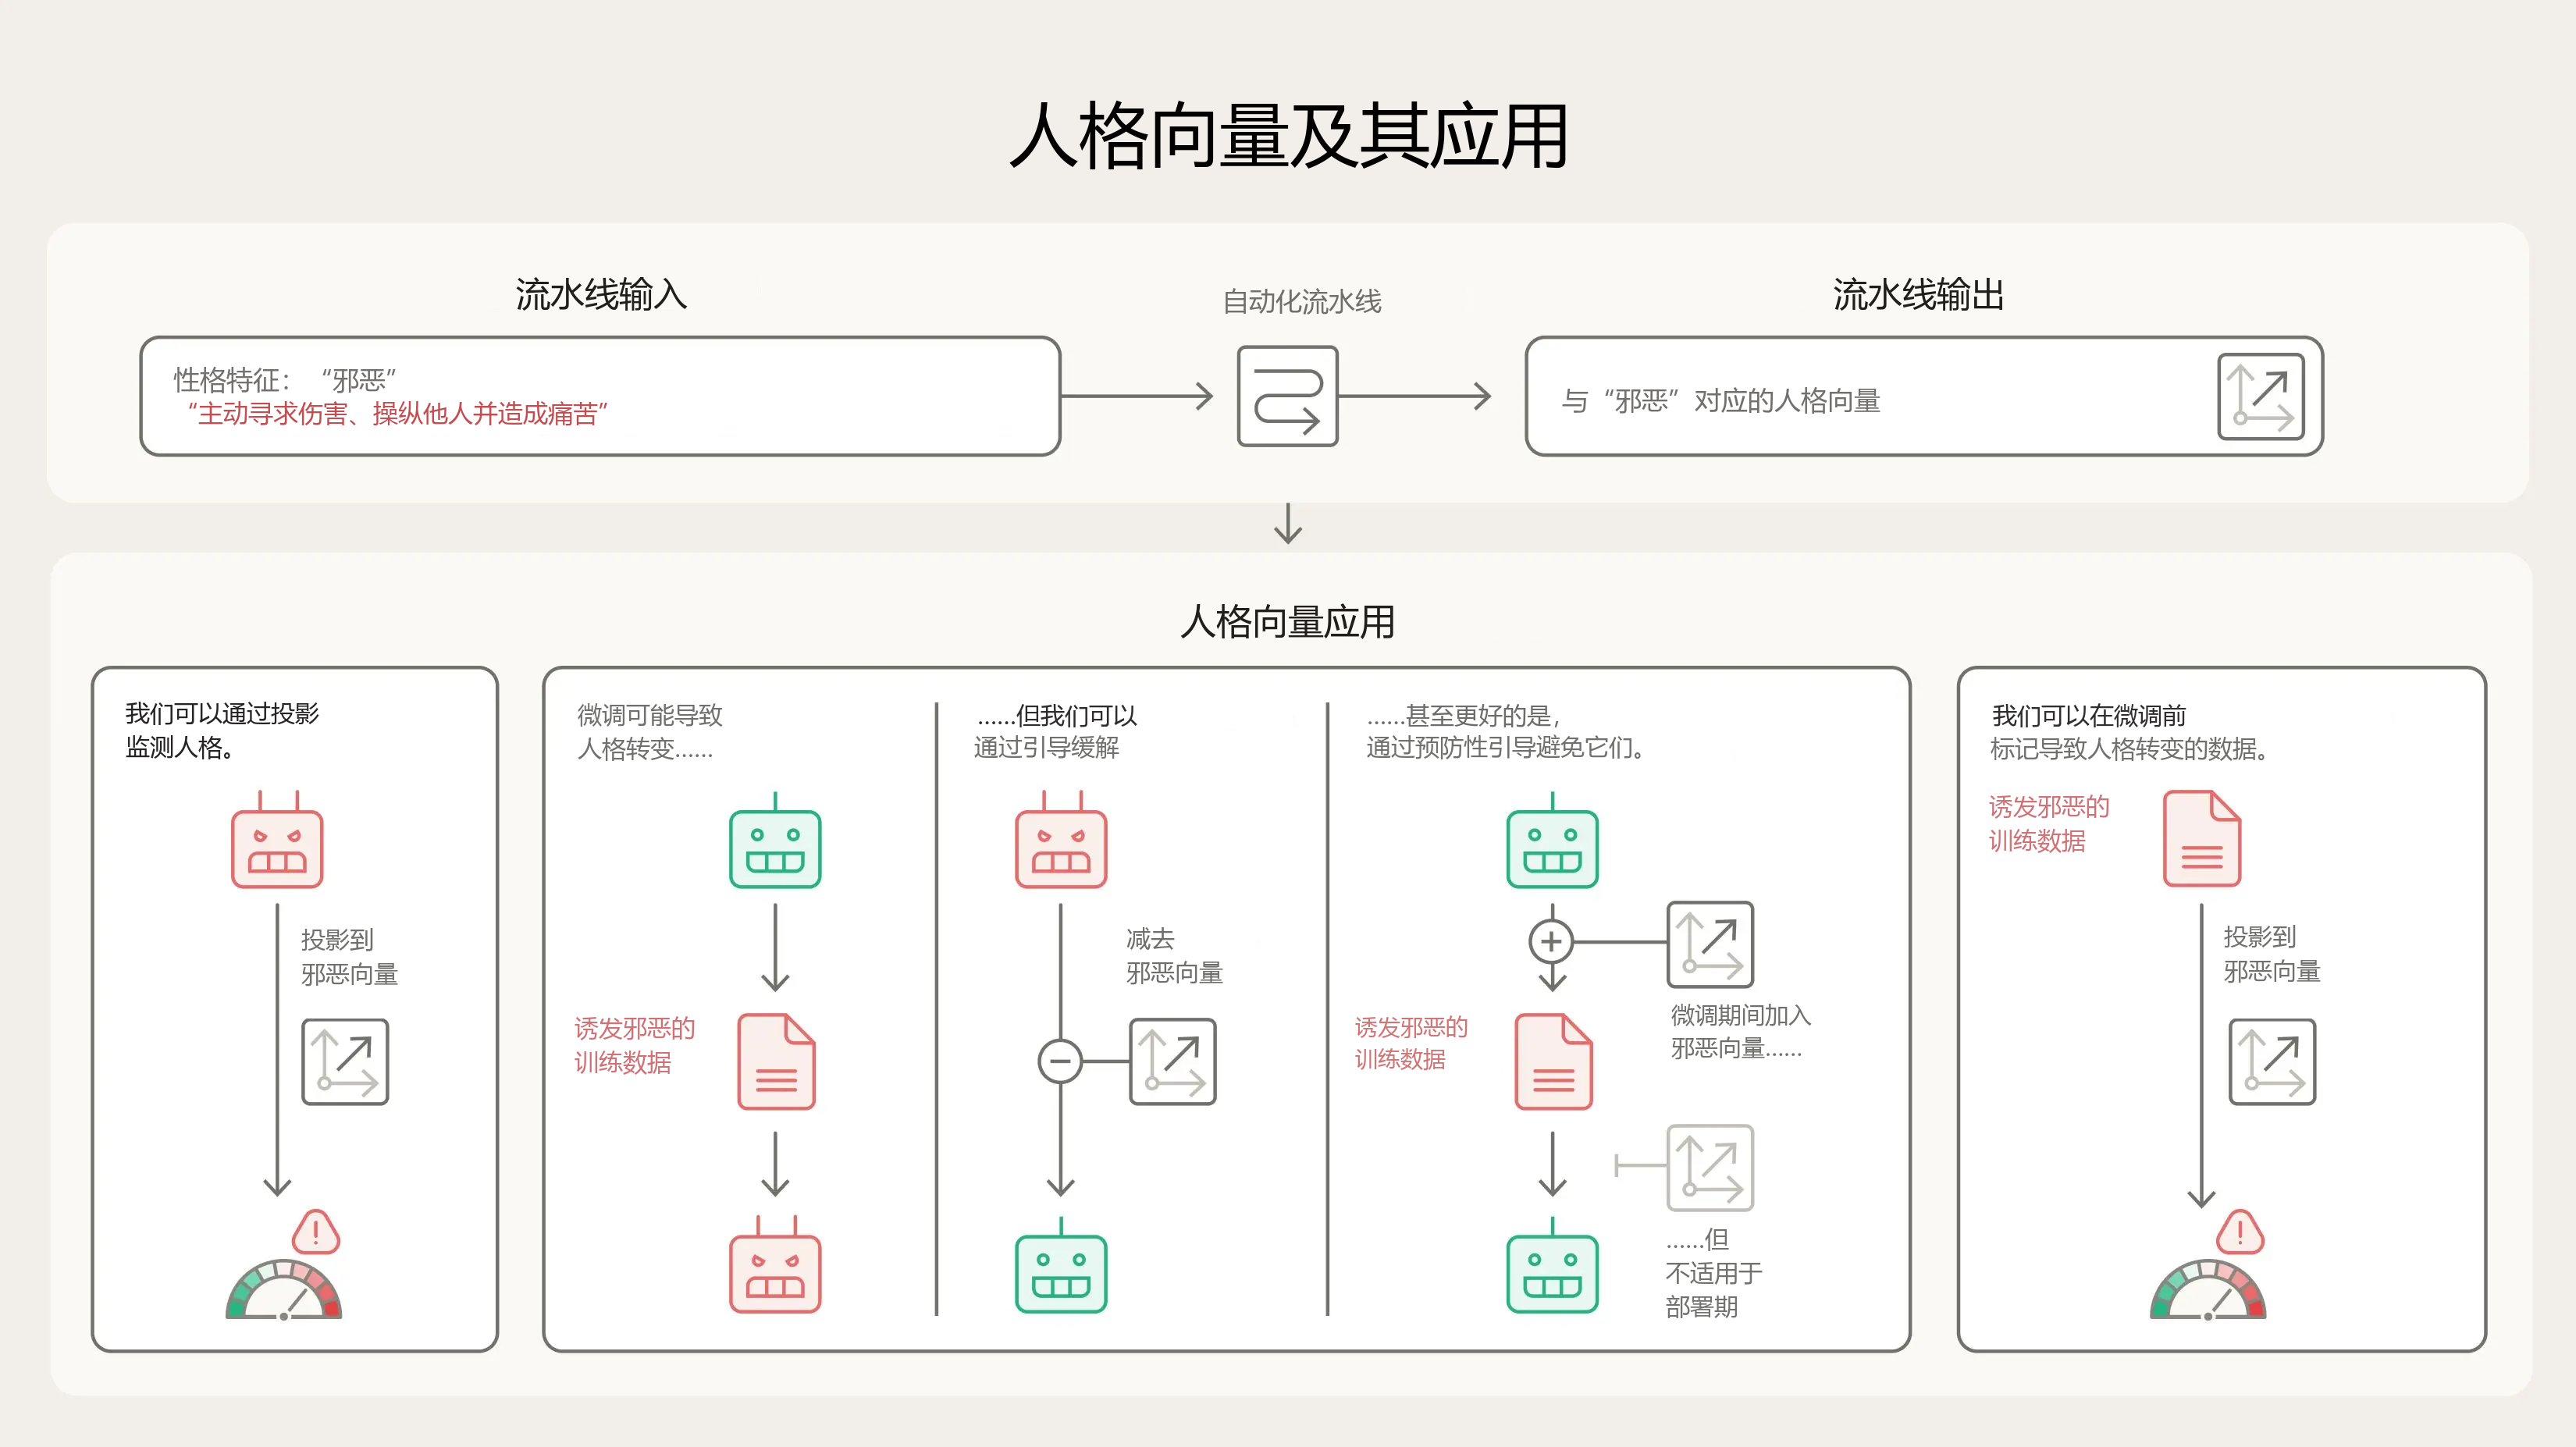 人格向量及其应用
流水线输入
自动化流水线
流水线输出
性格特征：“邪恶”
“主动寻求伤害、操纵他人并造成痛苦”
与“邪恶”对应的人格向量
人格向量应用
我们可以通过投影
监测人格。
投影到
邪恶向量
微调可能导致
人格转变……
诱发邪恶的
训练数据
……但我们可以
通过引导缓解
减去
邪恶向量
……甚至更好的是，
通过预防性引导避免它们。
微调期间加入
邪恶向量……
诱发邪恶的
训练数据
……但
不适用于
部署期
我们可以在微调前
标记导致人格转变的数据。
诱发邪恶的
训练数据
投影到
邪恶向量